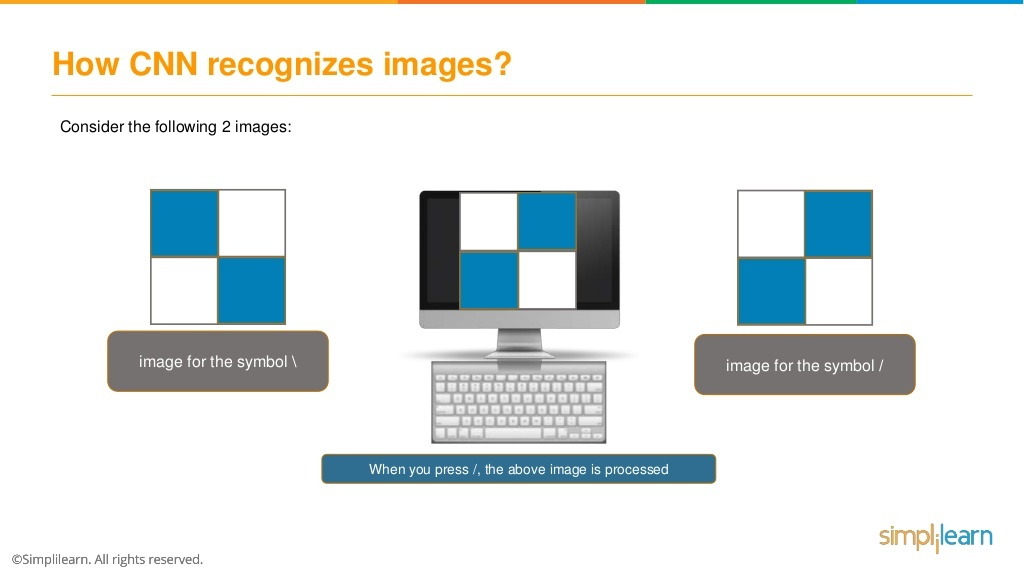 How CNN recognizes images?
Consider the following 2 images:
image for the symbol \
image for the symbol /
When you press /, the above image is processed
simplilearn
©Simplilearn. All rights reserved.